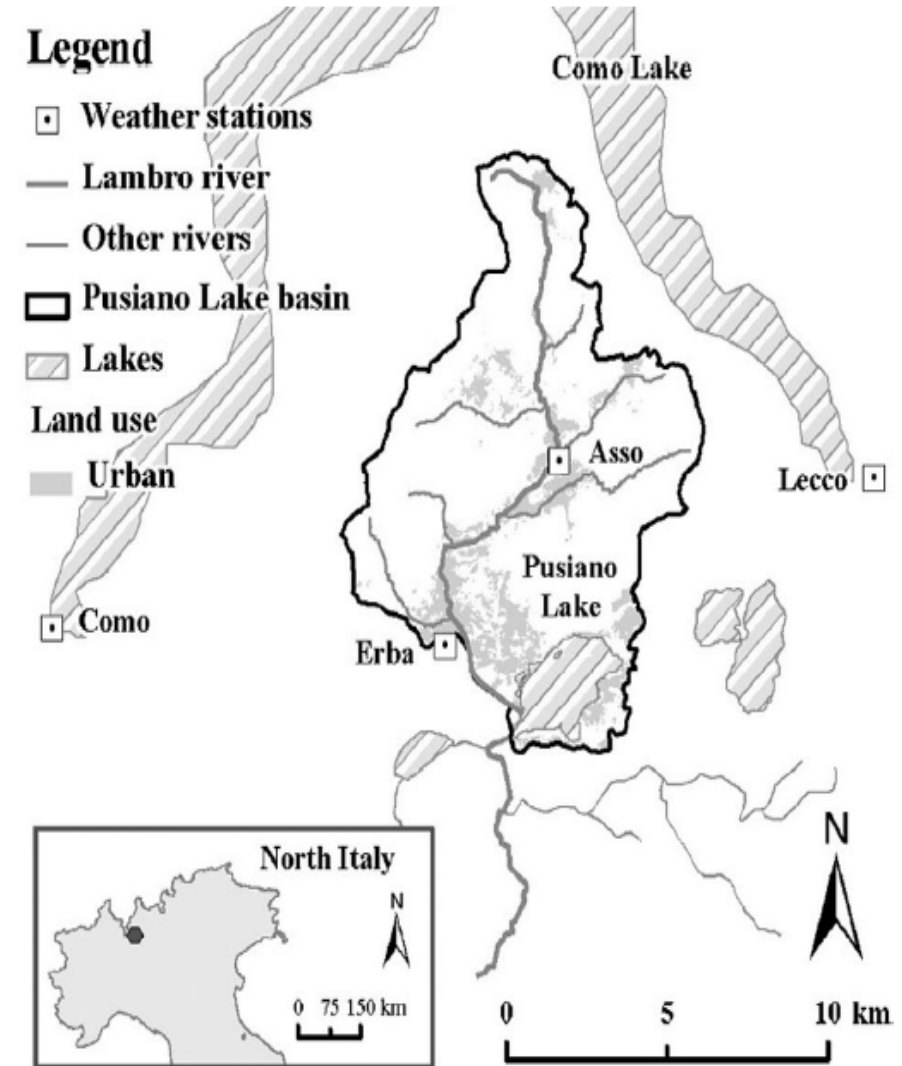 Legend
Weather stations
Lambro river
Other rivers
Pusiano Lake basin
Lakes
Land use
Urban
Como Lake
Asso
Lecco
Pusiano
Lake
Como
Erba
North Italy
N
0 75 150 km
N
0 5 10 km